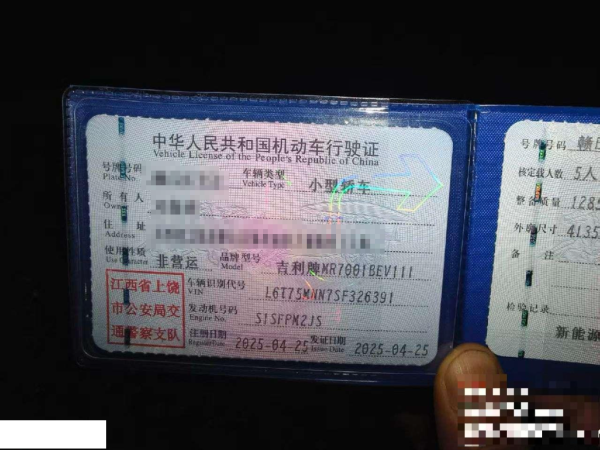 中华人民共和国机动车行驶证
Vehicle License of the People's Republic of China
号牌号码
Plate No.
车辆类型
Vehicle Type
小型轿车
所有人
Owner
住址
Address
使用性质
Use Character
非营运
品牌型号
Model
吉利牌MR7001BEV111
江西省上饶
市公安局交
通警察支队
车辆识别代号
VIN
L6T75MNN7SF326391
发动机号码
Engine No.
S1SFPM2JS
注册日期
Register Date
2025-04-25
发证日期
Issue Date
2025-04-25
号牌号码
核定载人数 5人
整备质量 1285
外廓尺寸 4135
备注
检验记录
新能源